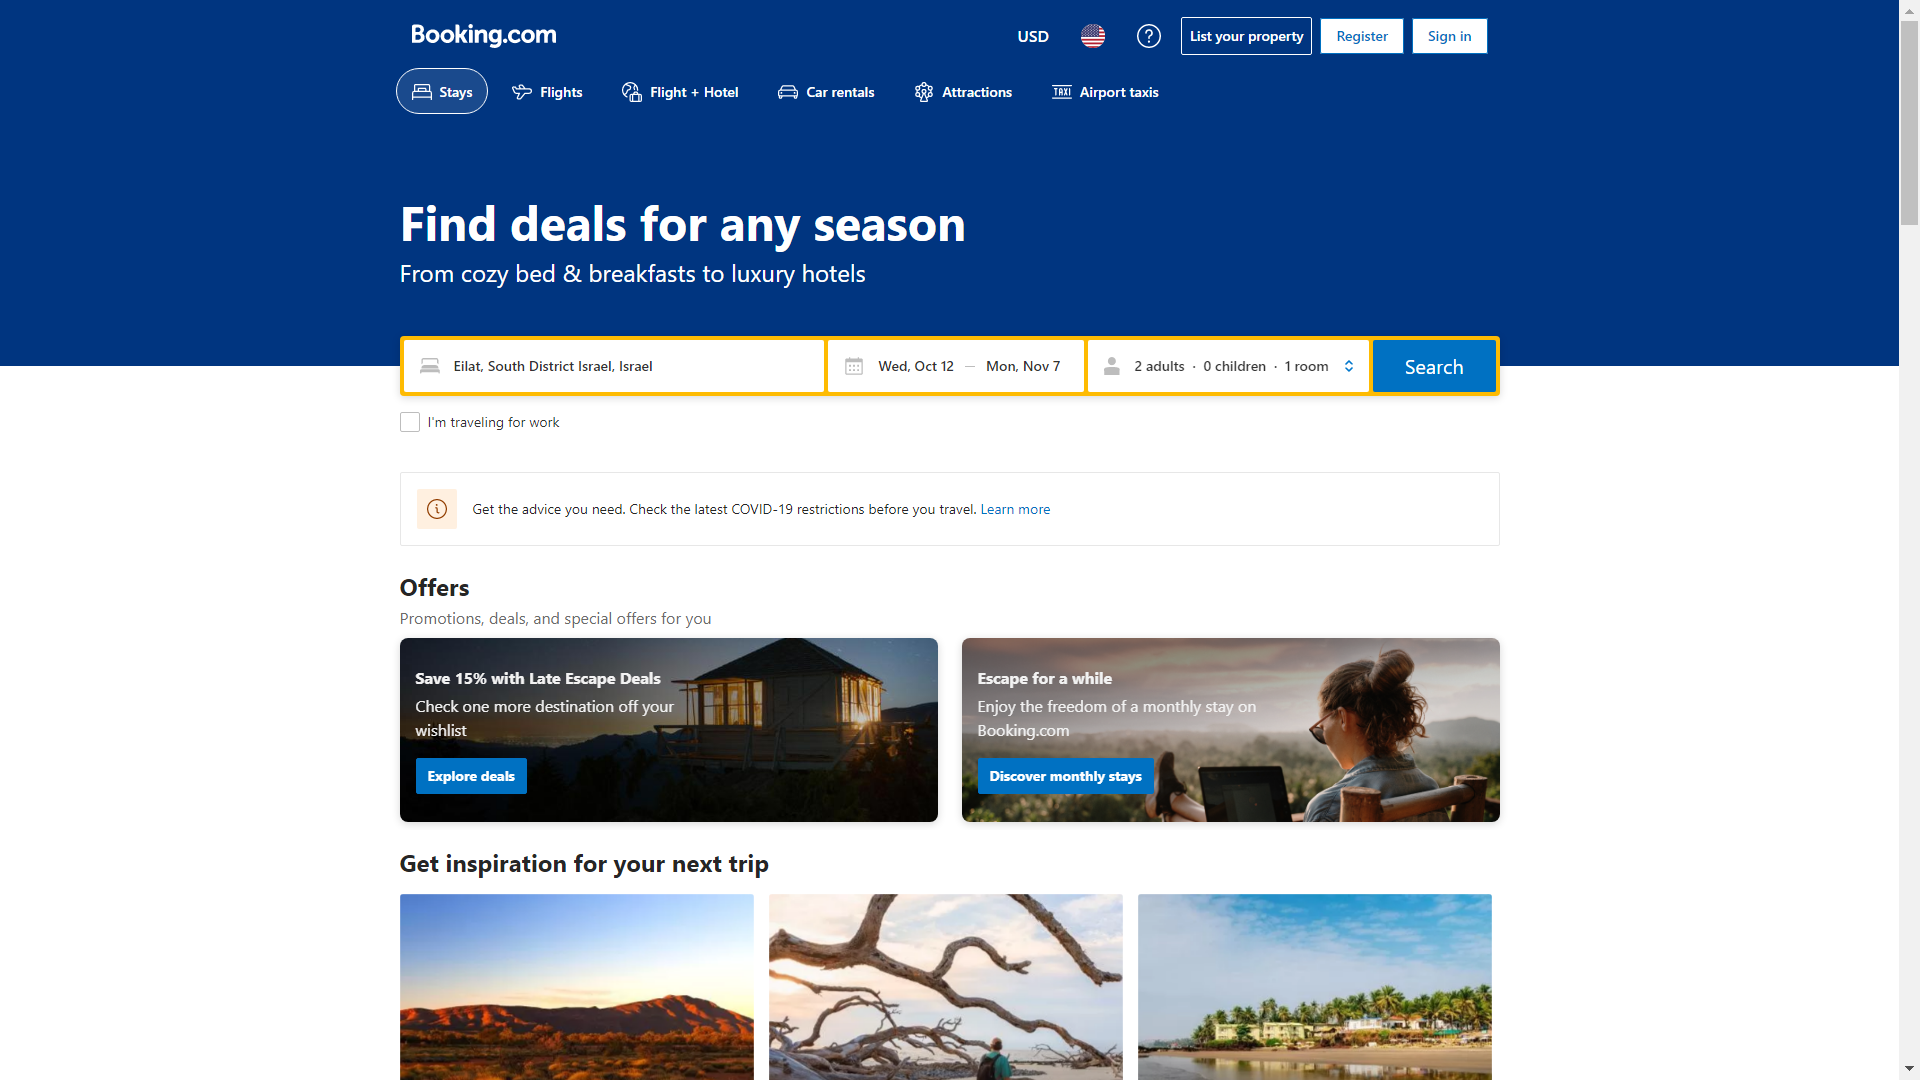 Booking.com
USD
List your property
Register
Sign in
Stays
Flights
Flight + Hotel
Car rentals
Attractions
TAXI
Airport taxis
Find deals for any season
From cozy bed & breakfasts to luxury hotels
Eilat, South District Israel, Israel
Wed, Oct 12 — Mon, Nov 7
2 adults · 0 children · 1 room
Search
I'm traveling for work
Get the advice you need. Check the latest COVID-19 restrictions before you travel. Learn more
Offers
Promotions, deals, and special offers for you
Save 15% with Late Escape Deals
Check one more destination off your
wishlist
Explore deals
Escape for a while
Enjoy the freedom of a monthly stay on
Booking.com
Discover monthly stays
Get inspiration for your next trip